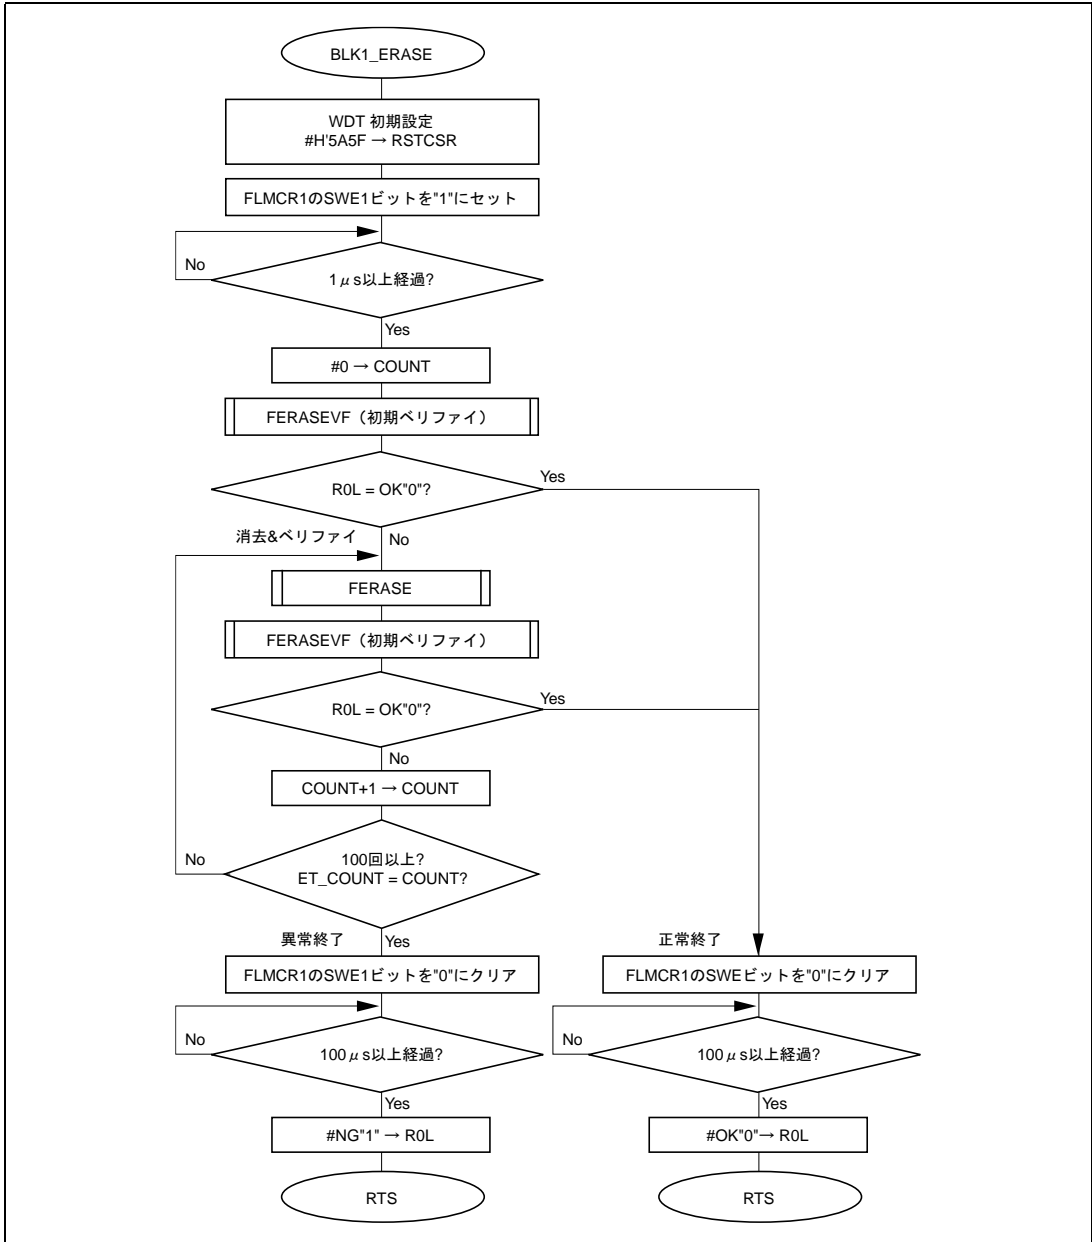 BLK1_ERASE
WDT 初期設定
#H'5A5F → RSTCSR
FLMCR1のSWE1ビットを"1"にセット
No
1μs以上経過?
Yes
#0 → COUNT
FERASEVF（初期ベリファイ）
R0L = OK"0"?
Yes
No
消去&ベリファイ
FERASE
FERASEVF（初期ベリファイ）
R0L = OK"0"?
Yes
No
COUNT+1 → COUNT
No
100回以上?
ET_COUNT = COUNT?
異常終了
Yes
FLMCR1のSWE1ビットを"0"にクリア
No
100μs以上経過?
Yes
#NG"1" → R0L
RTS
正常終了
FLMCR1のSWEビットを"0"にクリア
No
100μs以上経過?
Yes
#OK"0"→ R0L
RTS